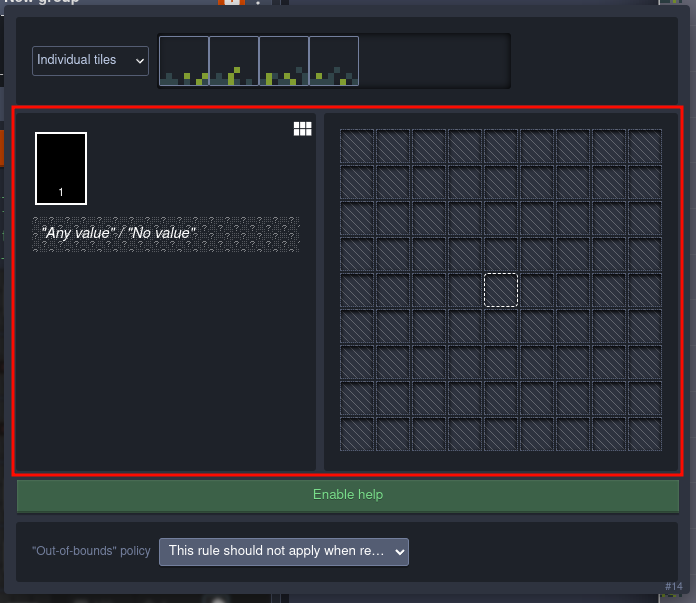 New group
Individual tiles
1
"Any value" / "No value"
Enable help
"Out-of-bounds" policy
This rule should not apply when re...
#14